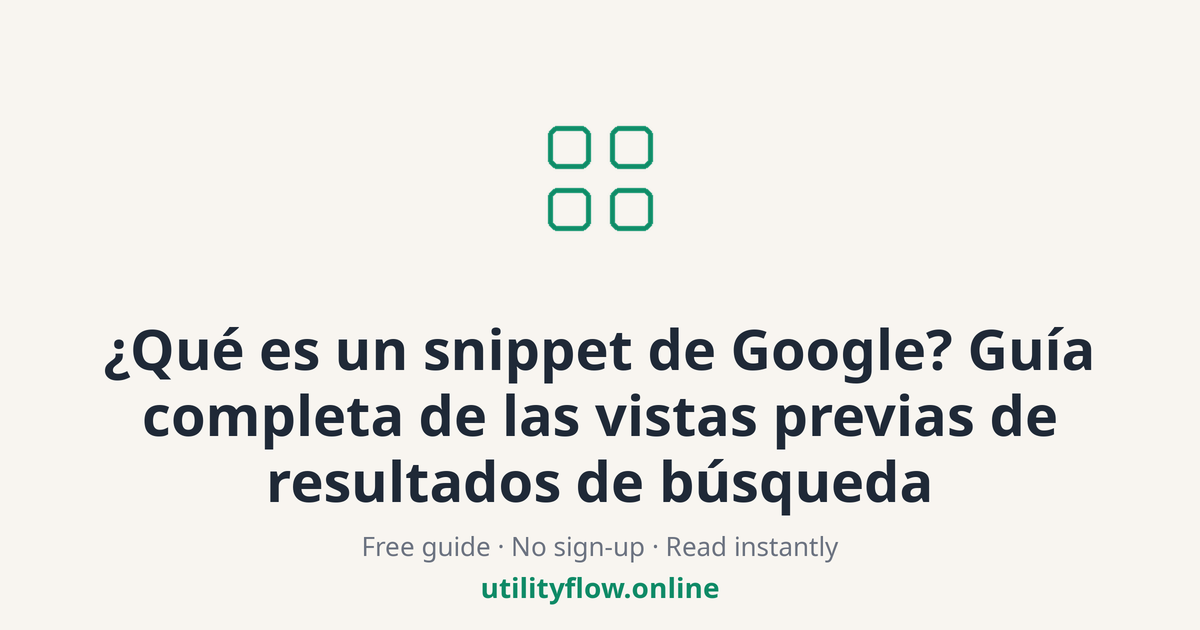 ¿Qué es un snippet de Google? Guía
completa de las vistas previas de
resultados de búsqueda
Free guide · No sign-up · Read instantly
utilityflow.online